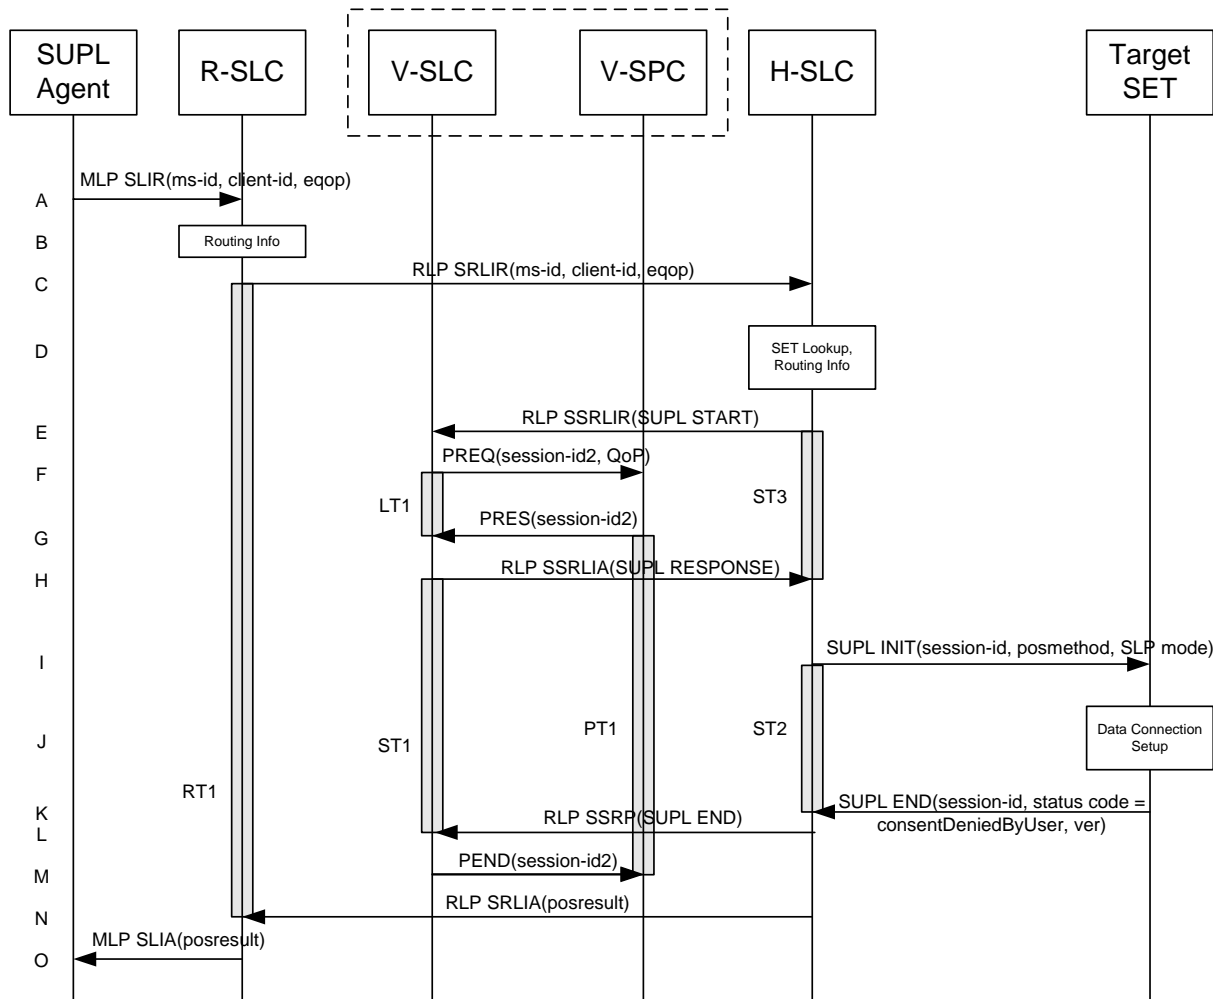 SUPL
Agent
R-SLC
V-SLC
V-SPC
H-SLC
Target
SET
A
MLP SLIR(ms-id, client-id, eqop)
B
Routing Info
C
RLP SRLIR(ms-id, client-id, eqop)
D
SET Lookup,
Routing Info
E
RLP SSRLIR(SUPL START)
F
PREQ(session-id2, QoP)
LT1
ST3
G
PRES(session-id2)
H
RLP SSRLIA(SUPL RESPONSE)
I
SUPL INIT(session-id, posmethod, SLP mode)
J
ST1
PT1
ST2
Data Connection
Setup
RT1
K
SUPL END(session-id, status code =
consentDeniedByUser, ver)
L
RLP SSRP(SUPL END)
M
PEND(session-id2)
N
RLP SRLIA(posresult)
O
MLP SLIA(posresult)